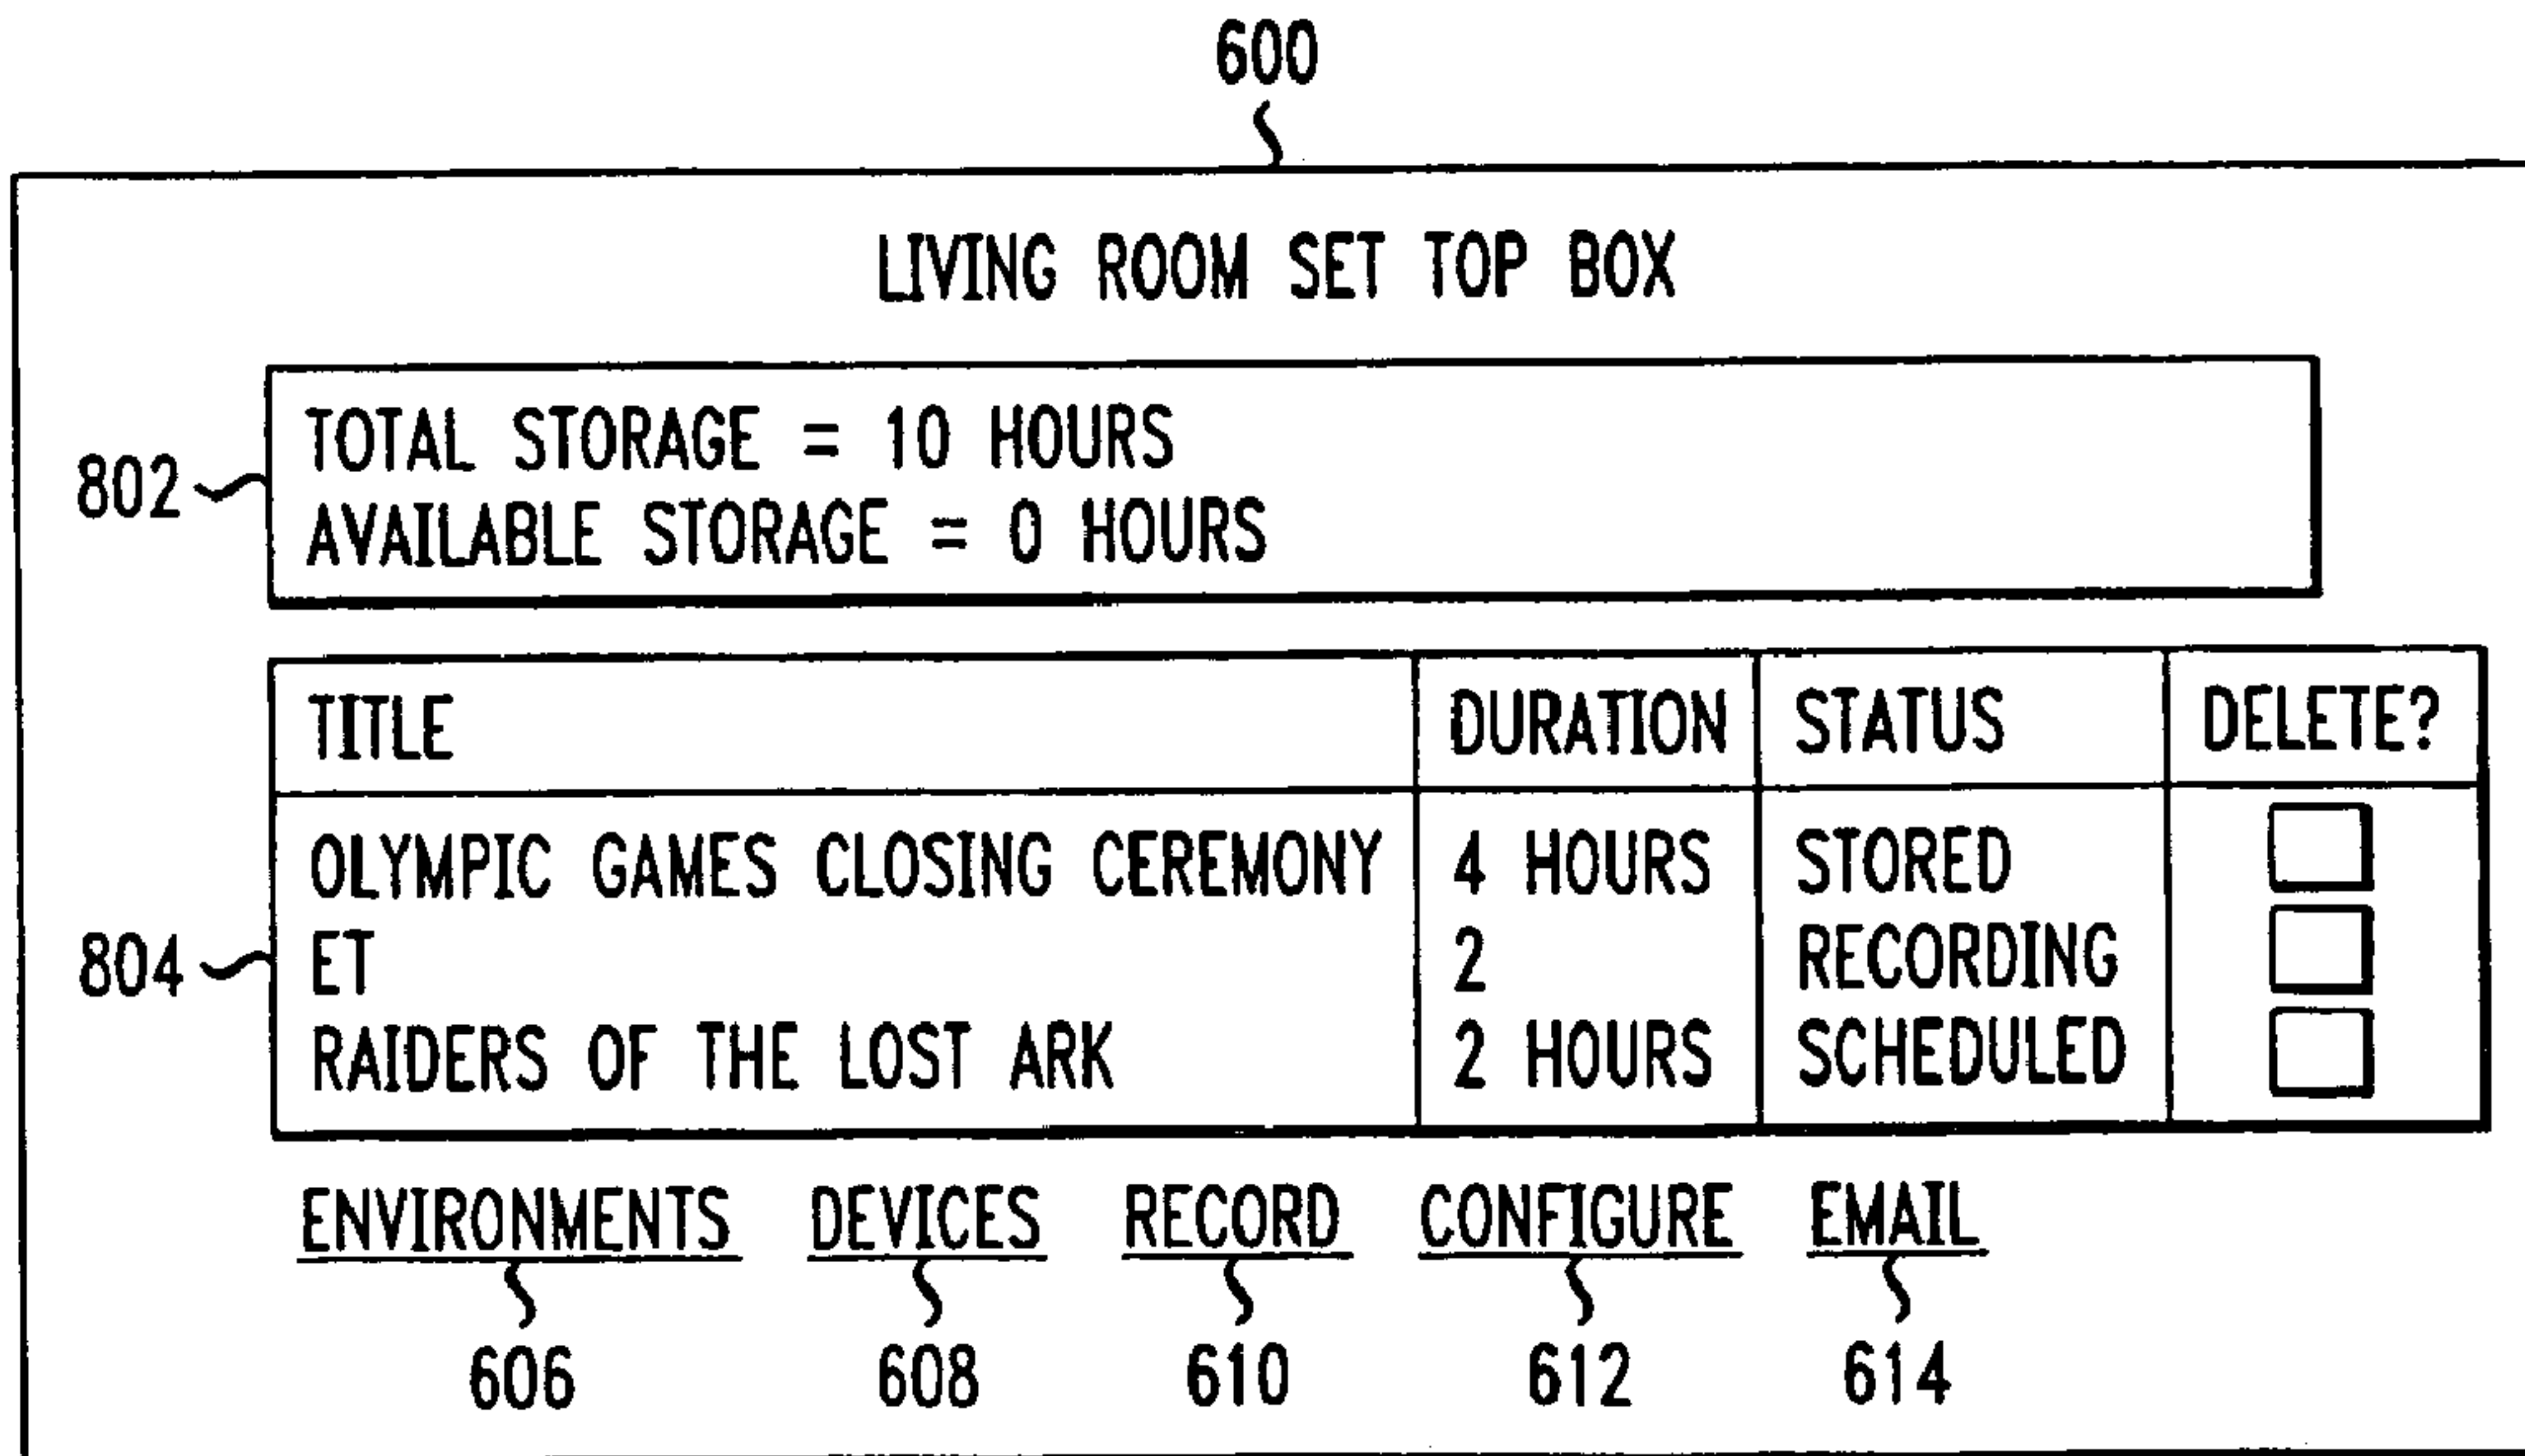 600
LIVING ROOM SET TOP BOX
802
TOTAL STORAGE = 10 HOURS
AVAILABLE STORAGE = 0 HOURS
TITLE DURATION STATUS DELETE?
OLYMPIC GAMES CLOSING CEREMONY 4 HOURS STORED
804 ET 2 RECORDING
RAIDERS OF THE LOST ARK 2 HOURS SCHEDULED
ENVIRONMENTS DEVICES RECORD CONFIGURE EMAIL
606 608 610 612 614